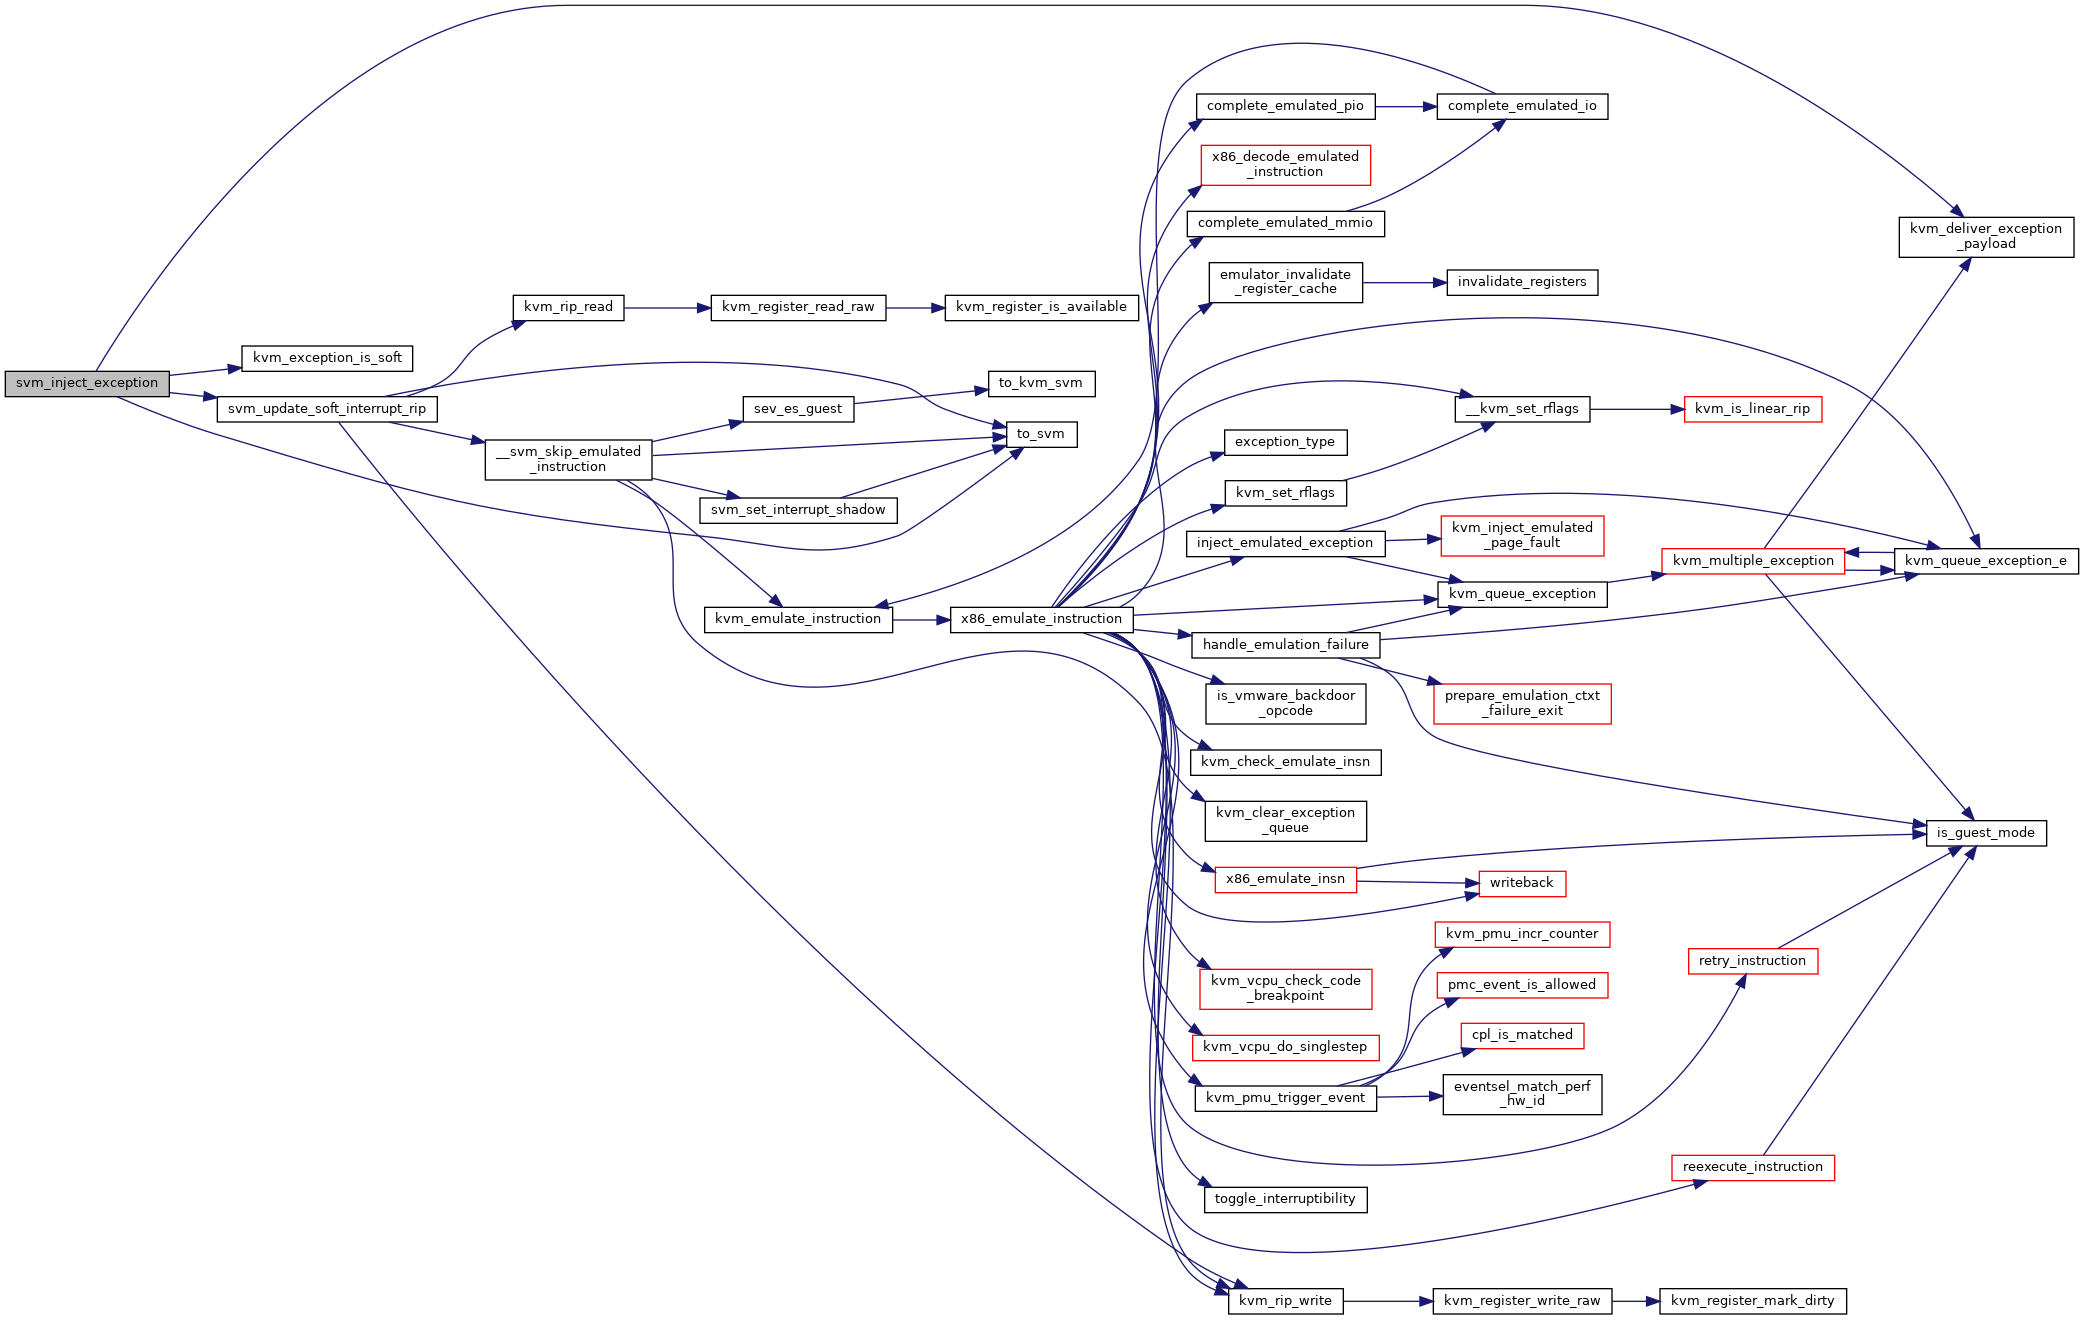 svm_inject_exception
kvm_exception_is_soft
svm_update_soft_interrupt_rip
kvm_rip_read
kvm_register_read_raw
kvm_register_is_available
__svm_skip_emulated
_instruction
sev_es_guest
to_kvm_svm
to_svm
svm_set_interrupt_shadow
kvm_emulate_instruction
x86_emulate_instruction
complete_emulated_pio
complete_emulated_io
x86_decode_emulated
_instruction
complete_emulated_mmio
emulator_invalidate
_register_cache
invalidate_registers
__kvm_set_rflags
kvm_is_linear_rip
exception_type
kvm_set_rflags
inject_emulated_exception
kvm_inject_emulated
_page_fault
kvm_queue_exception
handle_emulation_failure
prepare_emulation_ctxt
_failure_exit
is_vmware_backdoor
_opcode
kvm_check_emulate_insn
kvm_clear_exception
_queue
x86_emulate_insn
writeback
kvm_vcpu_check_code
_breakpoint
kvm_vcpu_do_singlestep
kvm_pmu_trigger_event
kvm_pmu_incr_counter
pmc_event_is_allowed
cpl_is_matched
eventsel_match_perf
_hw_id
toggle_interruptibility
kvm_rip_write
kvm_register_write_raw
kvm_register_mark_dirty
kvm_deliver_exception
_payload
kvm_multiple_exception
kvm_queue_exception_e
is_guest_mode
retry_instruction
reexecute_instruction